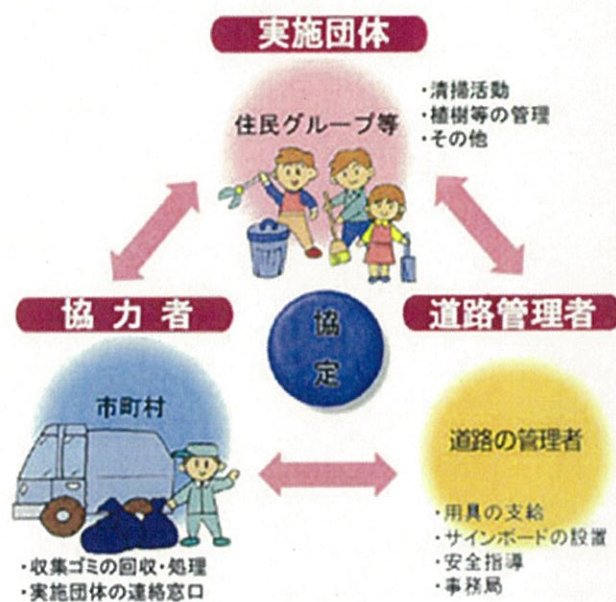 実施団体
住民グループ等
・清掃活動
・植樹等の管理
・その他
協力者
市町村
・収集ゴミの回収・処理
・実施団体の連絡窓口
協定
道路管理者
道路の管理者
・用具の支給
・サインボードの設置
・安全指導
・事務局